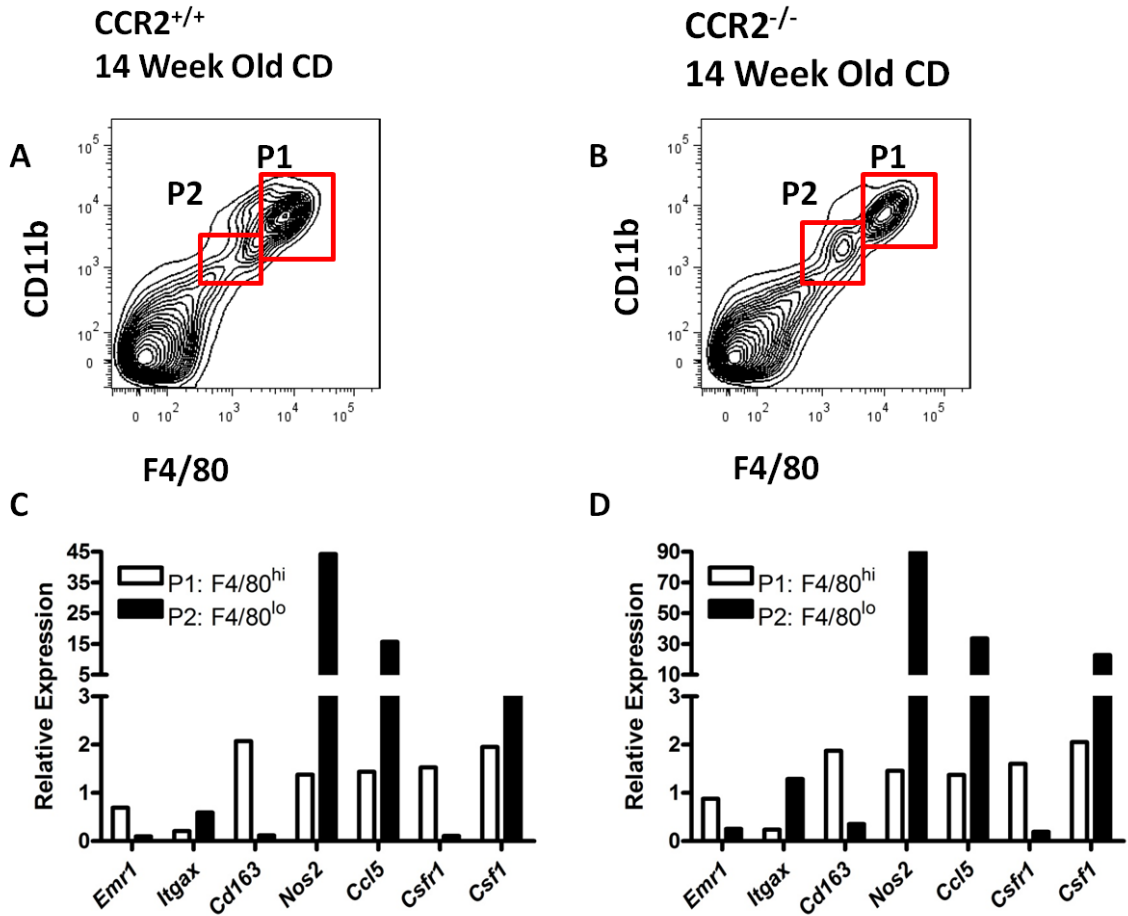 CCR2+/+
14 Week Old CD
CCR2-/-
14 Week Old CD
A
P1
P2
10^5
10^4
10^3
10^2
0
CD11b
0 10^2 10^3 10^4 10^5
F4/80
B
P1
P2
10^5
10^4
10^3
10^2
0
CD11b
0 10^2 10^3 10^4 10^5
F4/80
C
Relative Expression
45
35
25
15
5
3
2
1
0
P1: F4/80hi
P2: F4/80lo
Emr1 Itgax Cd163 Nos2 Ccl5 Csfr1 Csf1
D
Relative Expression
90
70
50
30
10
3
2
1
0
P1: F4/80hi
P2: F4/80lo
Emr1 Itgax Cd163 Nos2 Ccl5 Csfr1 Csf1